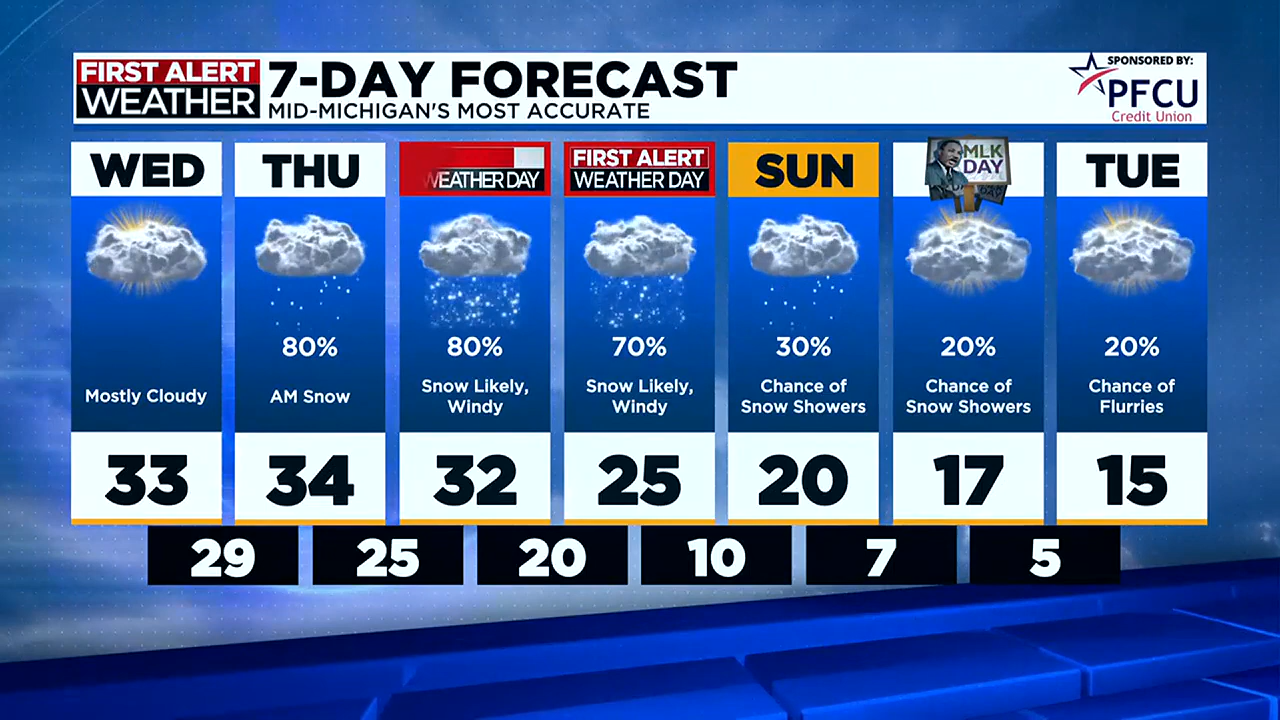 FIRST ALERT
WEATHER
7-DAY FORECAST
MID-MICHIGAN'S MOST ACCURATE
SPONSORED BY:
PFCU
Credit Union
WED
THU
WEATHER DAY
FIRST ALERT
WEATHER DAY
SUN
MLK
DAY
TUE
80%
80%
70%
30%
20%
20%
Mostly Cloudy
AM Snow
Snow Likely,
Windy
Snow Likely,
Windy
Chance of
Snow Showers
Chance of
Snow Showers
Chance of
Flurries
33
34
32
25
20
17
15
29
25
20
10
7
5